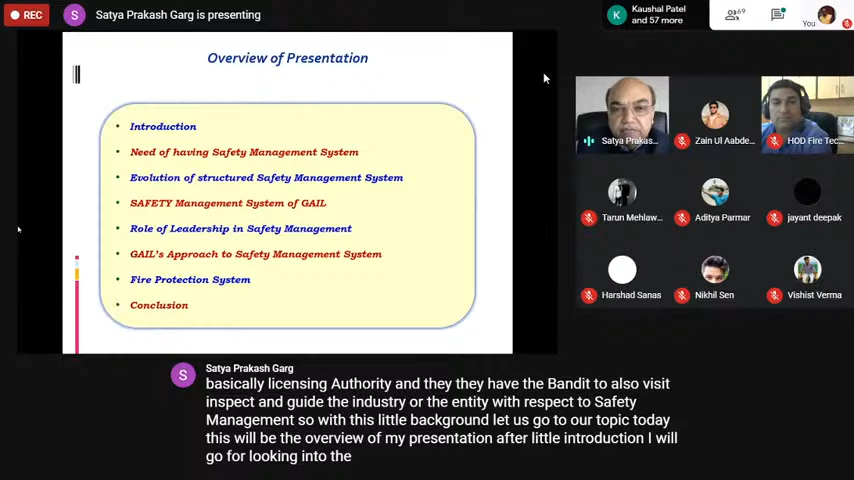 REC
S
Satya Prakash Garg is presenting
K
Kaushal Patel
and 57 more
69
You
Overview of Presentation
• Introduction
• Need of having Safety Management System
• Evolution of structured Safety Management System
• SAFETY Management System of GAIL
• Role of Leadership in Safety Management
• GAIL's Approach to Safety Management System
• Fire Protection System
• Conclusion
Satya Prakas...
Zain Ul Aabde...
HOD Fire Tec...
Tarun Mehlaw...
Aditya Parmar
jayant deepak
Harshad Sanas
Nikhil Sen
Vishist Verma
S
Satya Prakash Garg
basically licensing Authority and they they have the Bandit to also visit
inspect and guide the industry or the entity with respect to Safety
Management so with this little background let us go to our topic today
this will be the overview of my presentation after little introduction I will
go for looking into the